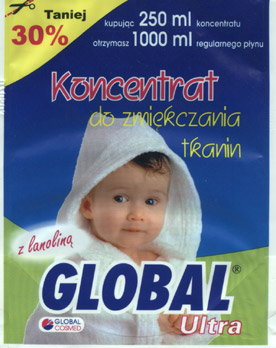 Taniej
30%
kupując 250 ml koncentratu
otrzymasz 1000 ml regularnego płynu
Koncentrat
do zmiękczania
tkanin
z lanoliną
GLOBAL®
Ultra
GLOBAL
COSMED